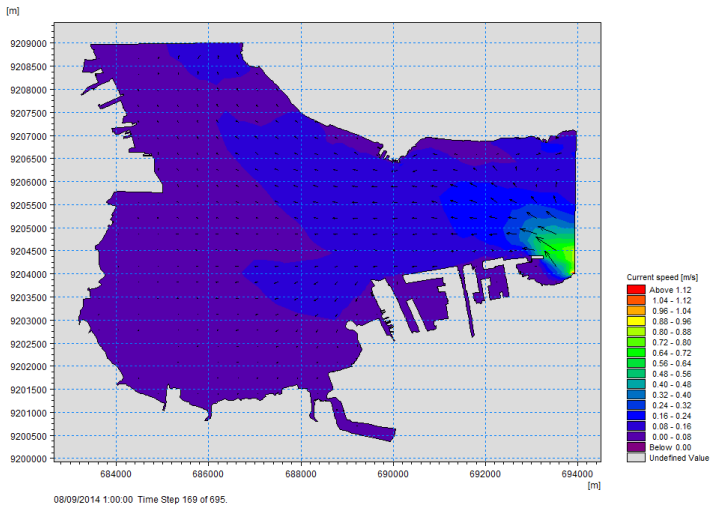 [m]
9209000
9208500
9208000
9207500
9207000
9206500
9206000
9205500
9205000
9204500
9204000
9203500
9203000
9202500
9202000
9201500
9201000
9200500
9200000
684000 686000 688000 690000 692000 694000
[m]
Current speed [m/s]
Above 1.12
1.04 - 1.12
0.96 - 1.04
0.88 - 0.96
0.80 - 0.88
0.72 - 0.80
0.64 - 0.72
0.56 - 0.64
0.48 - 0.56
0.40 - 0.48
0.32 - 0.40
0.24 - 0.32
0.16 - 0.24
0.08 - 0.16
0.00 - 0.08
Below 0.00
Undefined Value
08/09/2014 1:00:00 Time Step 169 of 695.